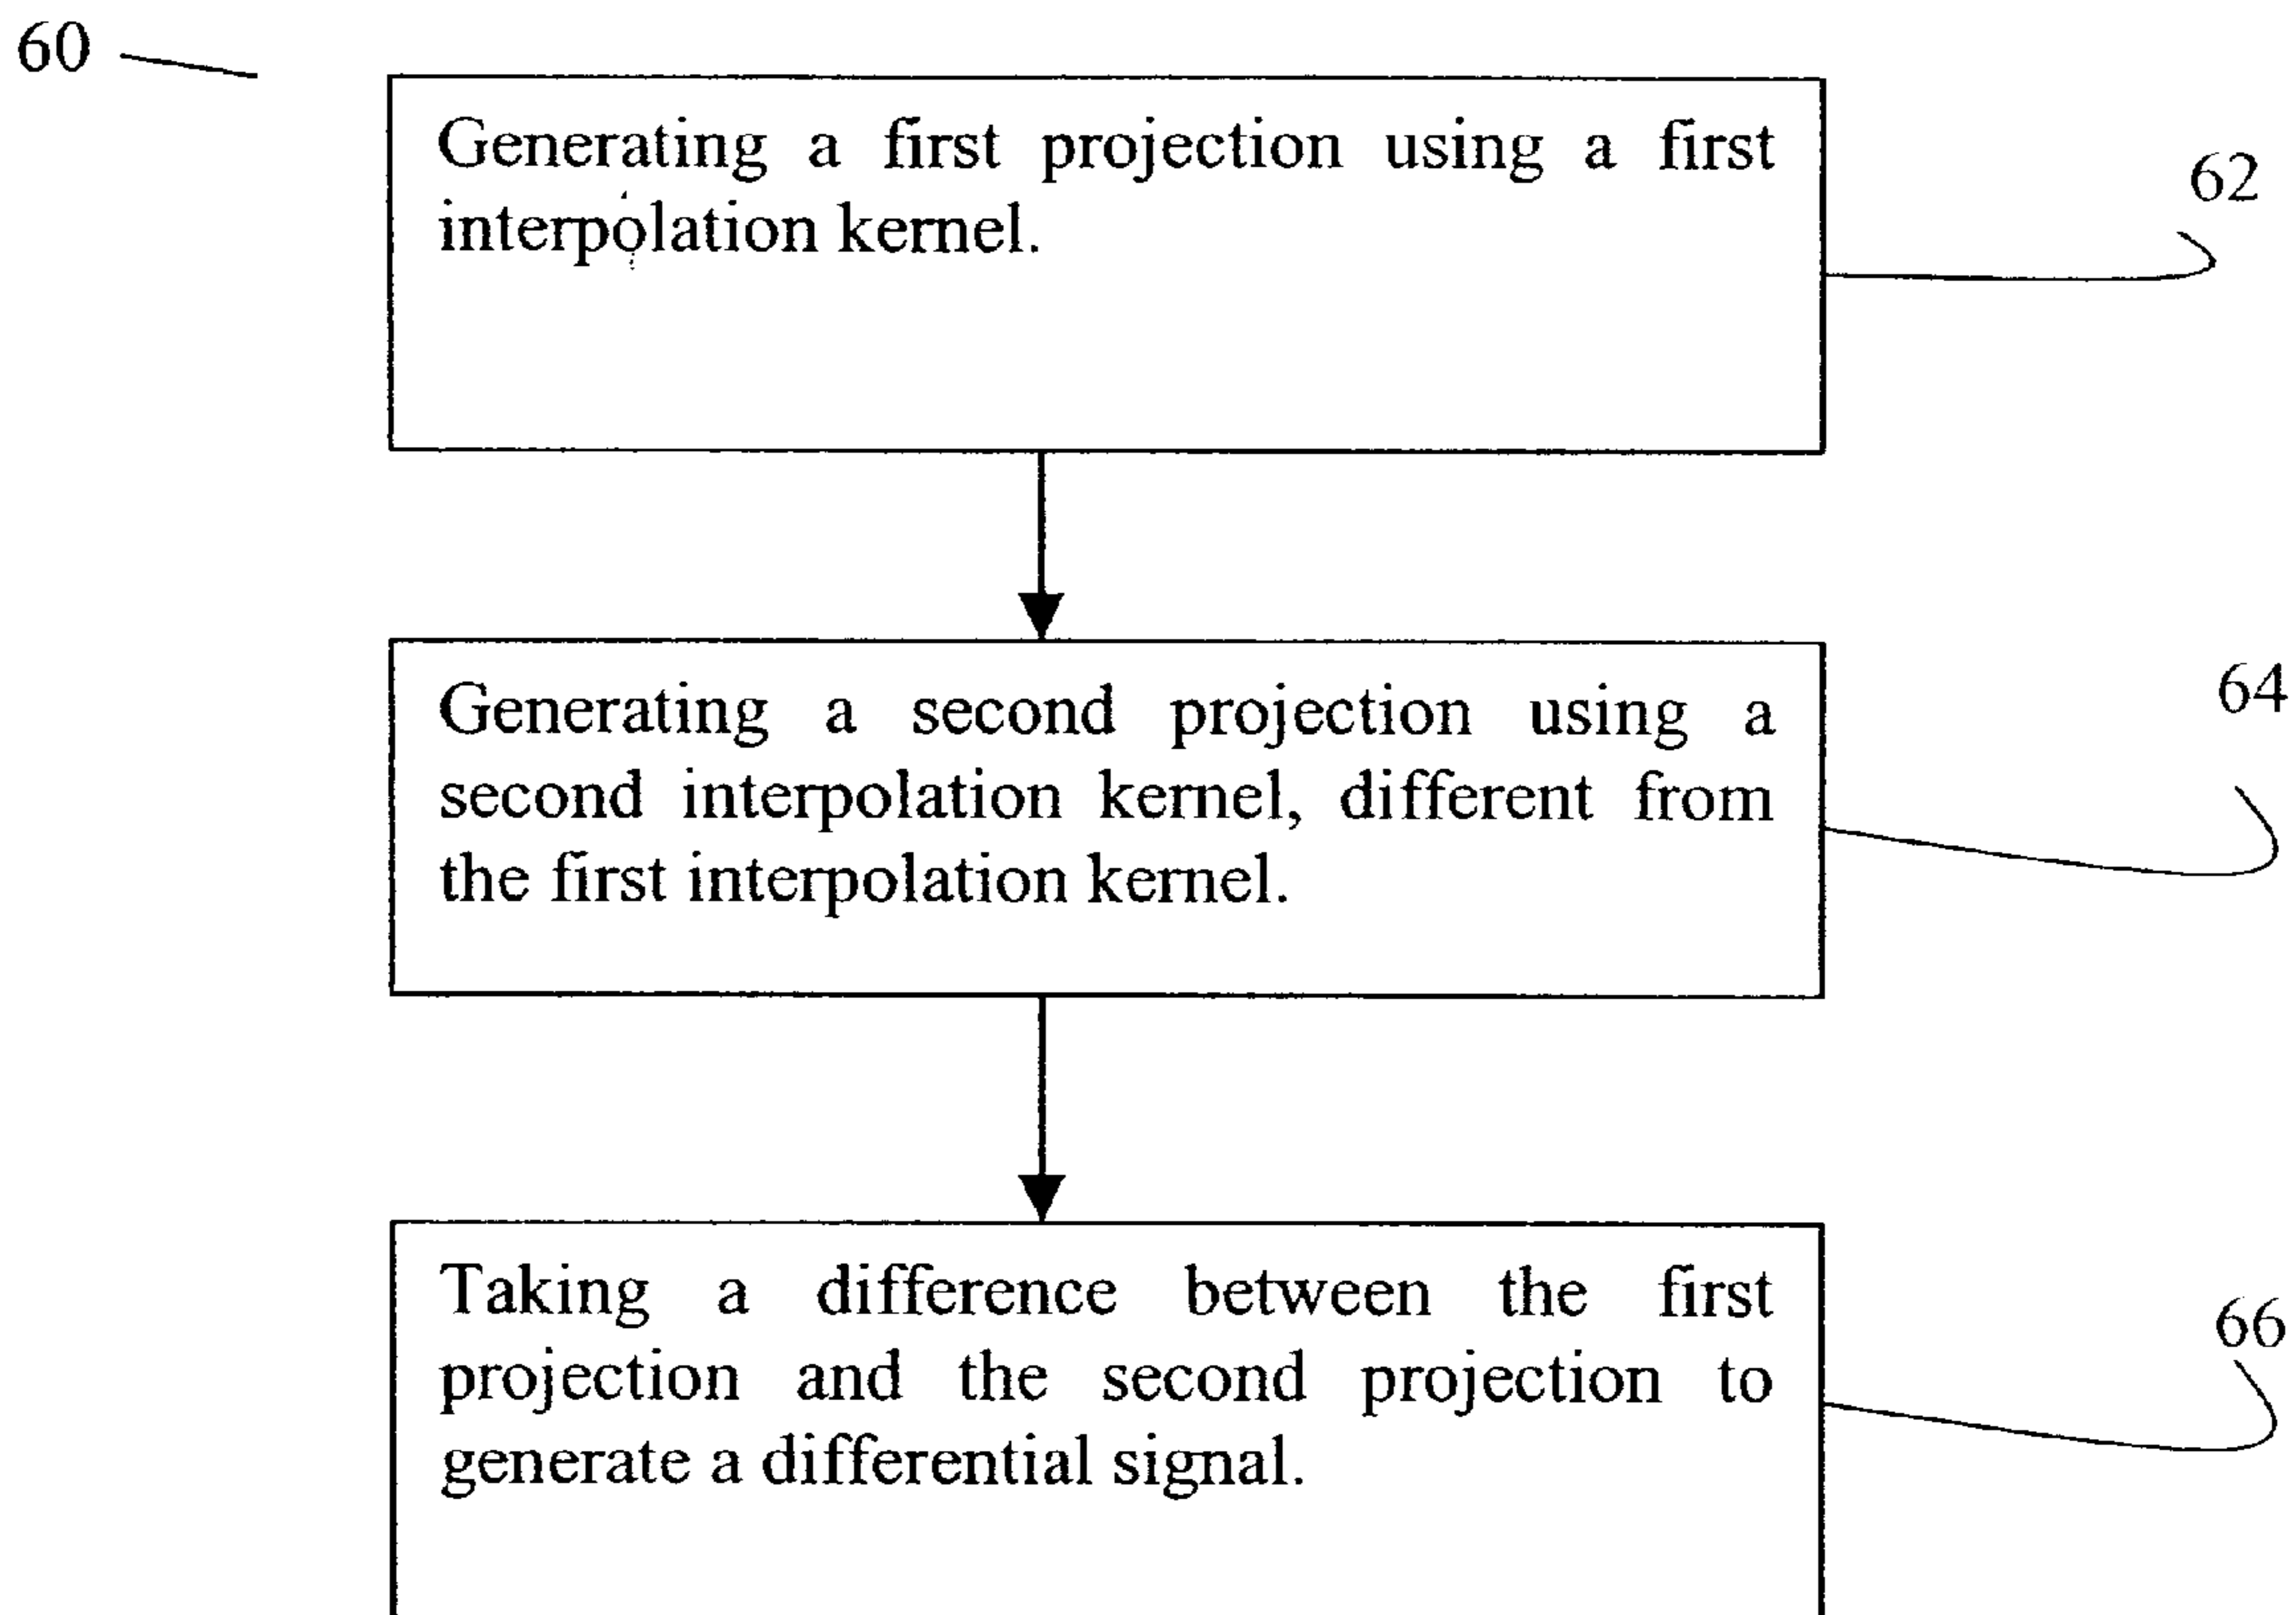 60
Generating a first projection using a first
interpolation kernel.
62
Generating a second projection using a
second interpolation kernel, different from
the first interpolation kernel.
64
Taking a difference between the first
projection and the second projection to
generate a differential signal.
66